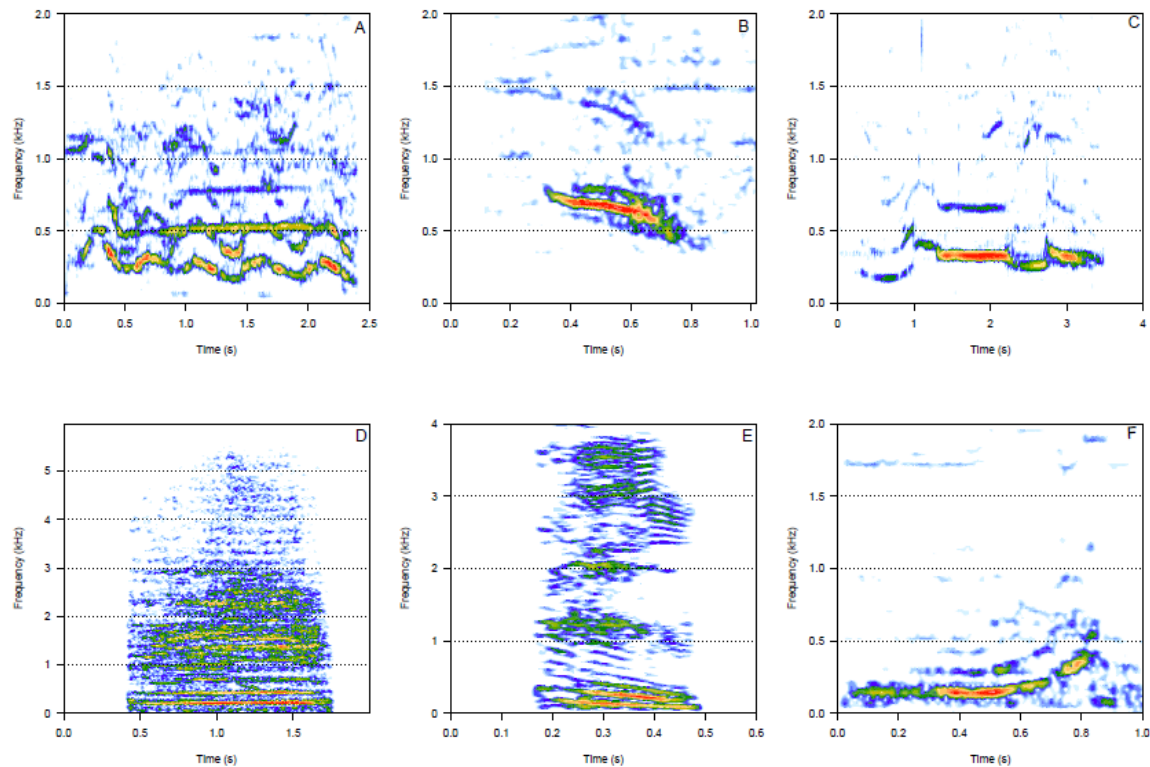 2.0 A
1.5
1.0
0.5
0.0
Frequency (kHz)
0.0 0.5 1.0 1.5 2.0 2.5
Time (s)
2.0 B
1.5
1.0
0.5
0.0
Frequency (kHz)
0.0 0.2 0.4 0.6 0.8 1.0
Time (s)
2.0 C
1.5
1.0
0.5
0.0
Frequency (kHz)
0 1 2 3 4
Time (s)
D
5
4
3
2
1
0
Frequency (kHz)
0.0 0.5 1.0 1.5
Time (s)
4 E
3
2
1
0
Frequency (kHz)
0.0 0.1 0.2 0.3 0.4 0.5 0.6
Time (s)
2.0 F
1.5
1.0
0.5
0.0
Frequency (kHz)
0.0 0.2 0.4 0.6 0.8 1.0
Time (s)